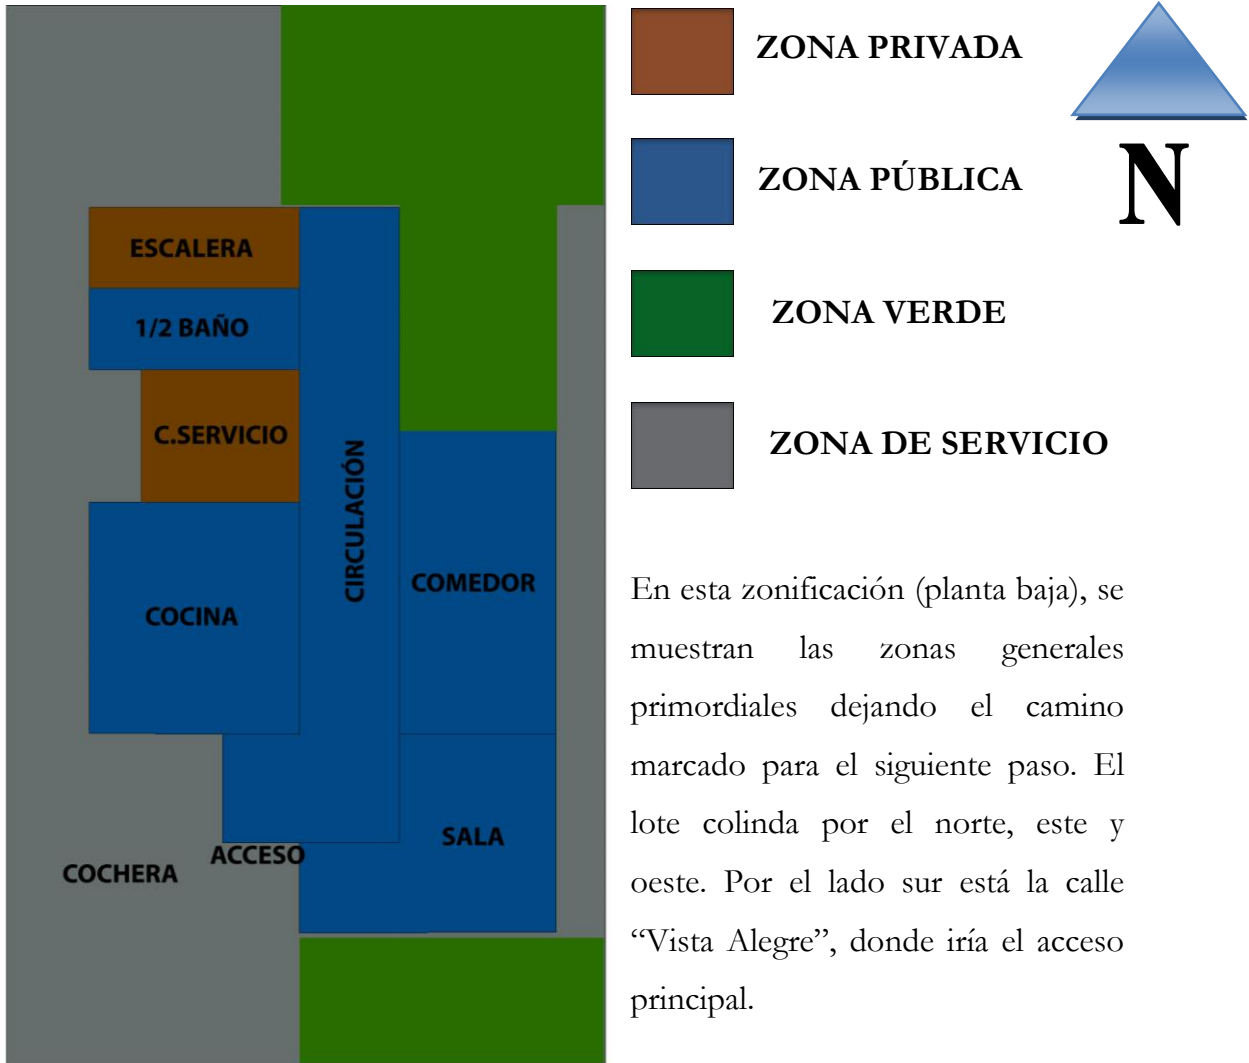 ESCALERA
1/2 BAÑO
C.SERVICIO
CIRCULACIÓN
COCINA
COMEDOR
SALA
ACCESO
COCHERA
ZONA PRIVADA
ZONA PÚBLICA
ZONA VERDE
ZONA DE SERVICIO
N
En esta zonificación (planta baja), se
muestran las zonas generales
primordiales dejando el camino
marcado para el siguiente paso. El
lote colinda por el norte, este y
oeste. Por el lado sur está la calle
“Vista Alegre”, donde iría el acceso
principal.